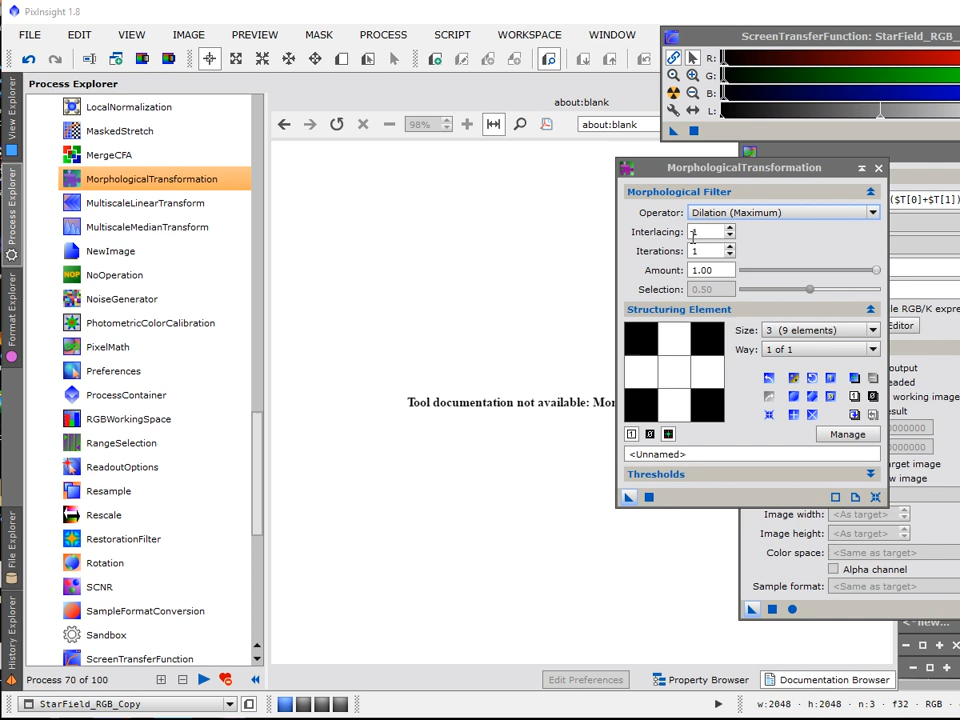 PixInsight 1.8
FILE EDIT VIEW IMAGE PREVIEW MASK PROCESS SCRIPT WORKSPACE WINDOW
ScreenTransferFunction: StarField_RGB_
R:
G:
B:
L:
Process Explorer
View Explorer
Process Explorer
Format Explorer
File Explorer
History Explorer
LocalNormalization
MaskedStretch
MergeCFA
MorphologicalTransformation
MultiscaleLinearTransform
MultiscaleMedianTransform
NewImage
NoOperation
NoiseGenerator
PhotometricColorCalibration
PixelMath
Preferences
ProcessContainer
RGBWorkingSpace
RangeSelection
ReadoutOptions
Resample
Rescale
RestorationFilter
Rotation
SCNR
SampleFormatConversion
Sandbox
ScreenTransferFunction
Process 70 of 100
about:blank
98%
about:blank
Tool documentation not available: Mor
MorphologicalTransformation
Morphological Filter
Operator: Dilation (Maximum)
Interlacing: 1
Iterations: 1
Amount: 1.00
Selection: 0.50
Structuring Element
Size: 3 (9 elements)
Way: 1 of 1
Manage
<Unnamed>
Thresholds
($T[0]+$T[1])
le RGB/K expre
Editor
output
eaded
working image
esult
0000000
0000000
arget image
w image
Image width: <As target>
Image height: <As target>
Color space: <Same as target>
Alpha channel
Sample format: <Same as target>
<*new...
Edit Preferences Property Browser Documentation Browser
StarField_RGB_Copy
w:2048 · h:2048 · n:3 · f32 · RGB ·